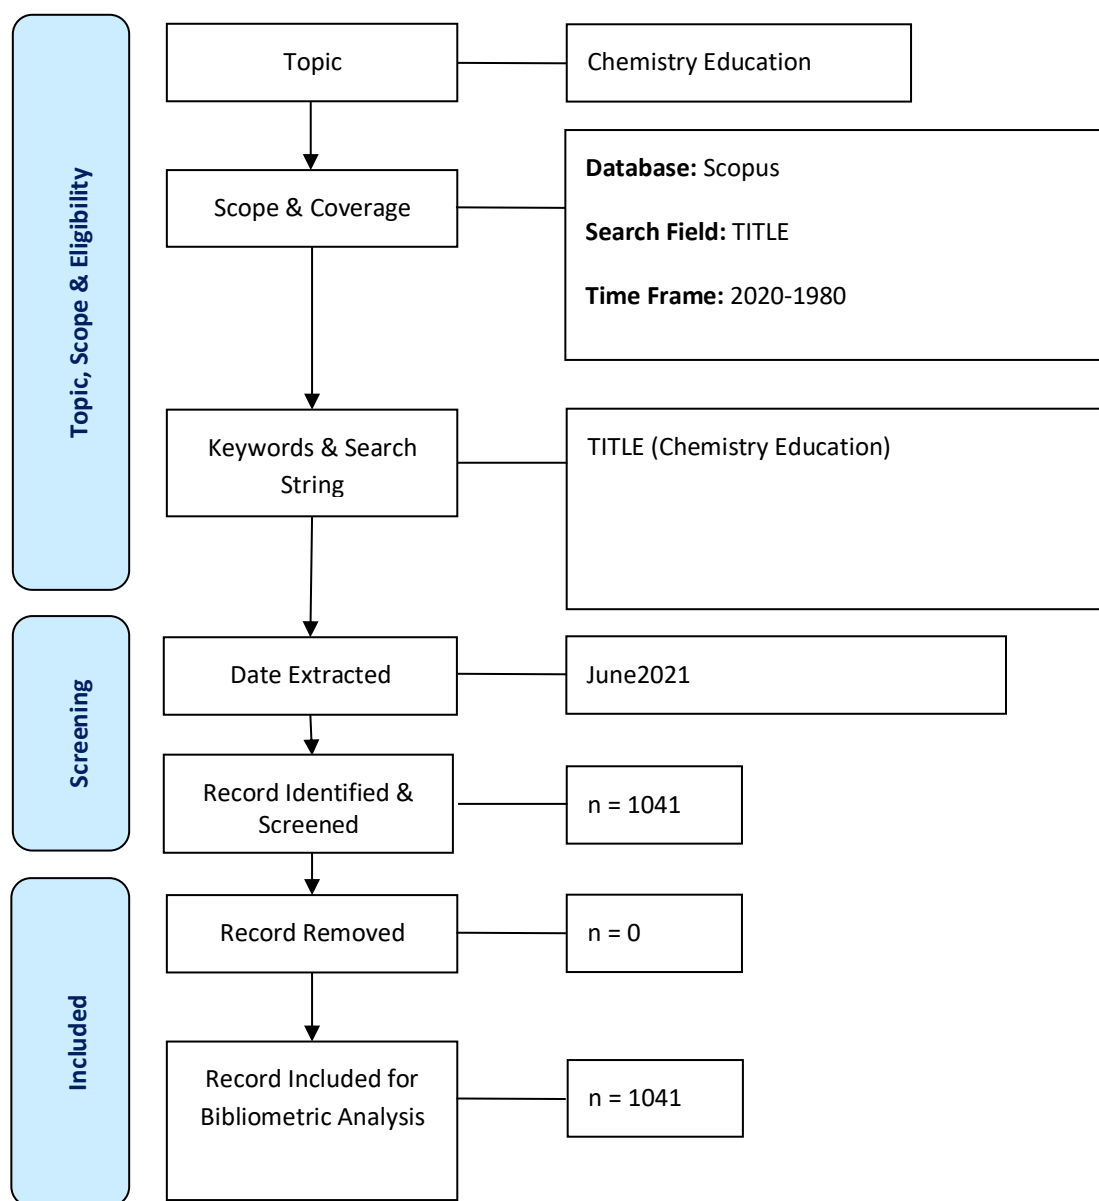 Topic, Scope & Eligibility
Topic
Chemistry Education
Scope & Coverage
Database: Scopus
Search Field: TITLE
Time Frame: 2020-1980
Keywords & Search
String
TITLE (Chemistry Education)
Screening
Date Extracted
June2021
Record Identified &
Screened
n = 1041
Included
Record Removed
n = 0
Record Included for
Bibliometric Analysis
n = 1041